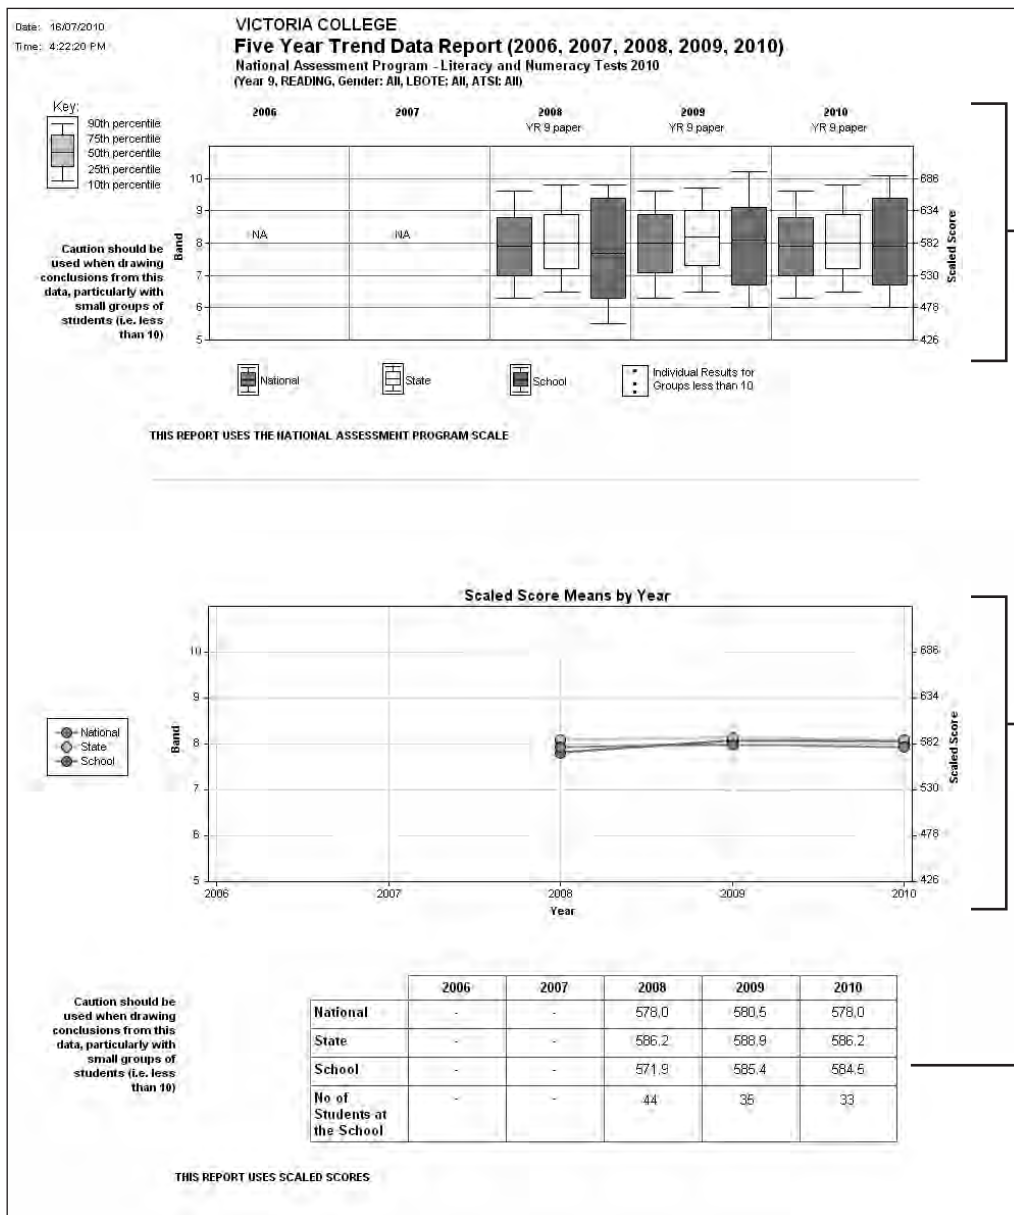 Date: 16/07/2010
Time: 4:22:20 PM
VICTORIA COLLEGE
Five Year Trend Data Report (2006, 2007, 2008, 2009, 2010)
National Assessment Program - Literacy and Numeracy Tests 2010
(Year 9, READING, Gender: All, LBOTE: All, ATSI: All)
Key:
90th percentile
75th percentile
50th percentile
25th percentile
10th percentile
2006 2007 2008 2009 2010
YR 9 paper YR 9 paper YR 9 paper
10 686
9 634
8 NA NA 582
7 530
6 478
5 426
Band
Scaled Score
Caution should be
used when drawing
conclusions from this
data, particularly with
small groups of
students (i.e. less
than 10)
National State School Individual Results for
Groups less than 10
THIS REPORT USES THE NATIONAL ASSESSMENT PROGRAM SCALE
Scaled Score Means by Year
National
State
School
Band
Scaled Score
10 686
9 634
8 582
7 530
6 478
5 426
2006 2007 2008 2009 2010
Year
Caution should be
used when drawing
conclusions from this
data, particularly with
small groups of
students (i.e. less
than 10)
2006 2007 2008 2009 2010
National - - 578.0 580.5 578.0
State - - 586.2 588.9 586.2
School - - 571.9 585.4 584.5
No of
Students at
the School - - 44 35 33
THIS REPORT USES SCALED SCORES